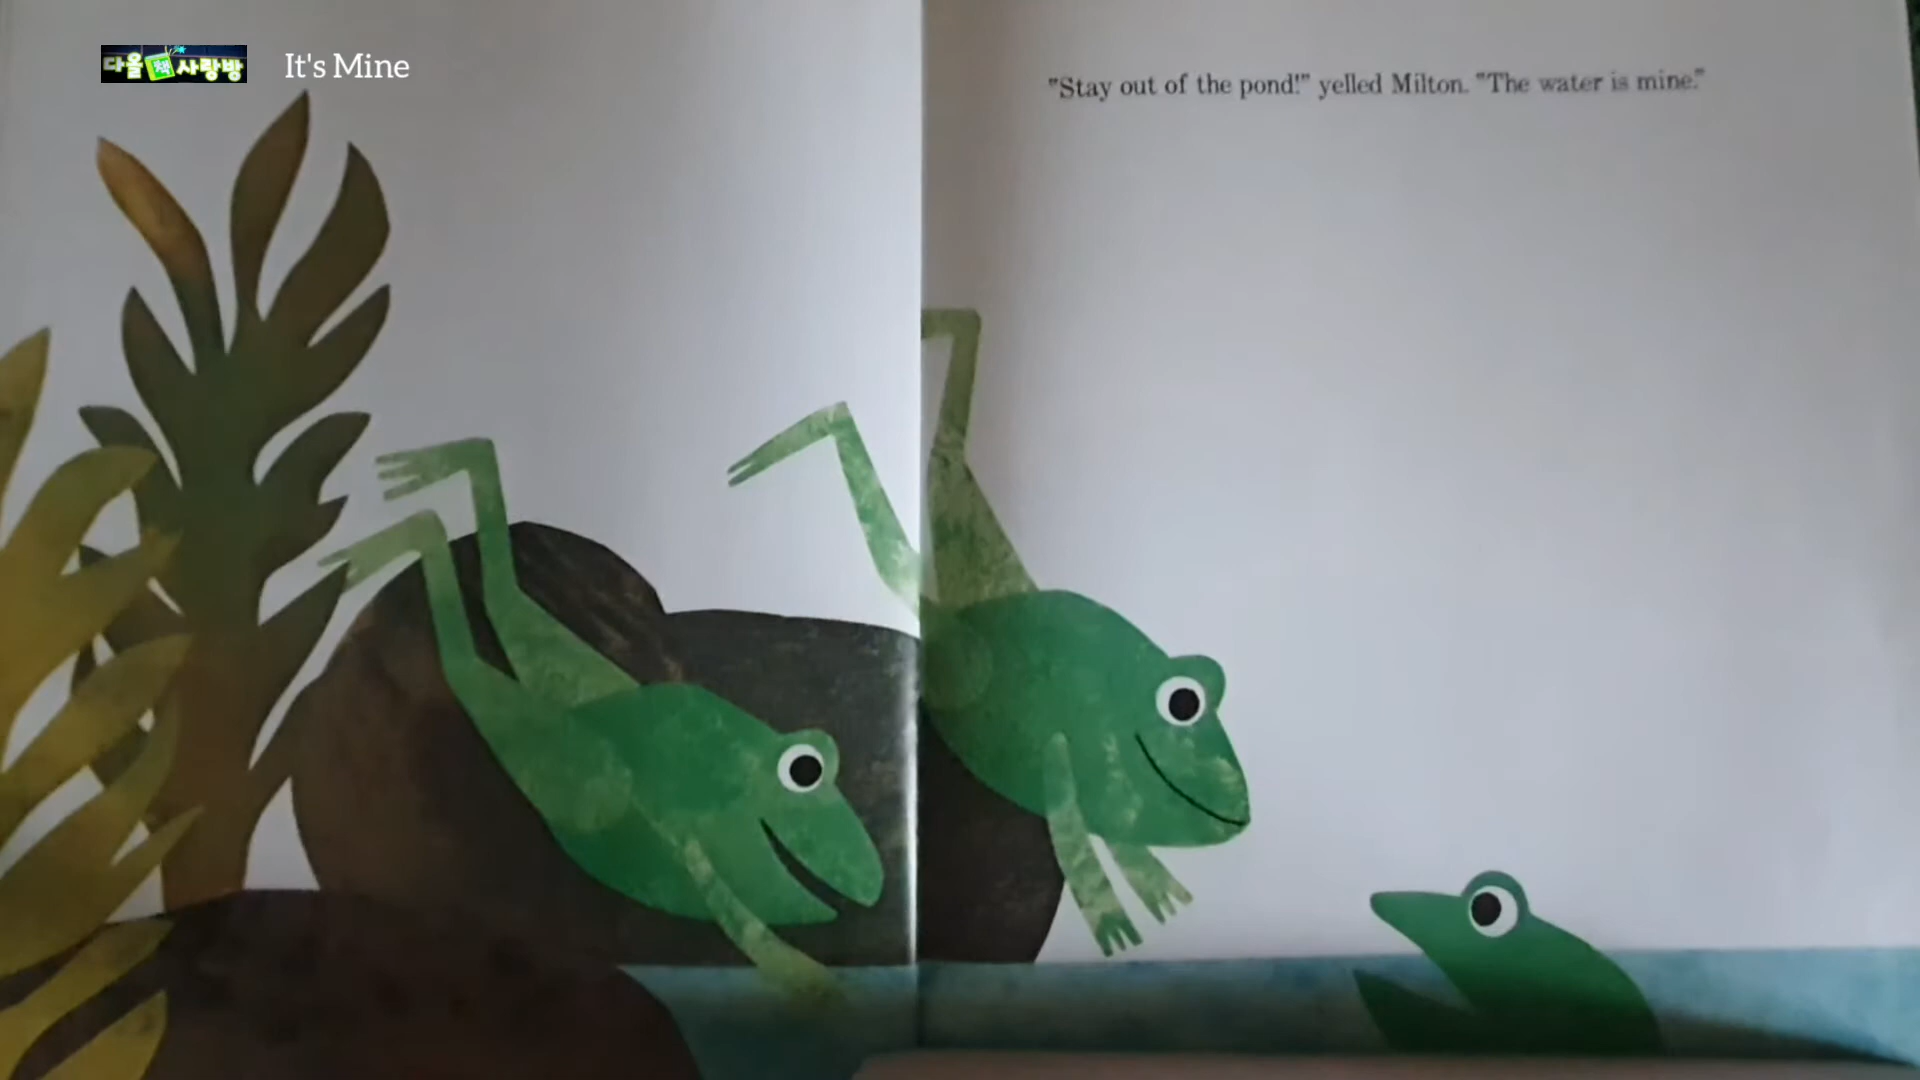 다올책사랑방
It's Mine
"Stay out of the pond!" yelled Milton. "The water is mine."